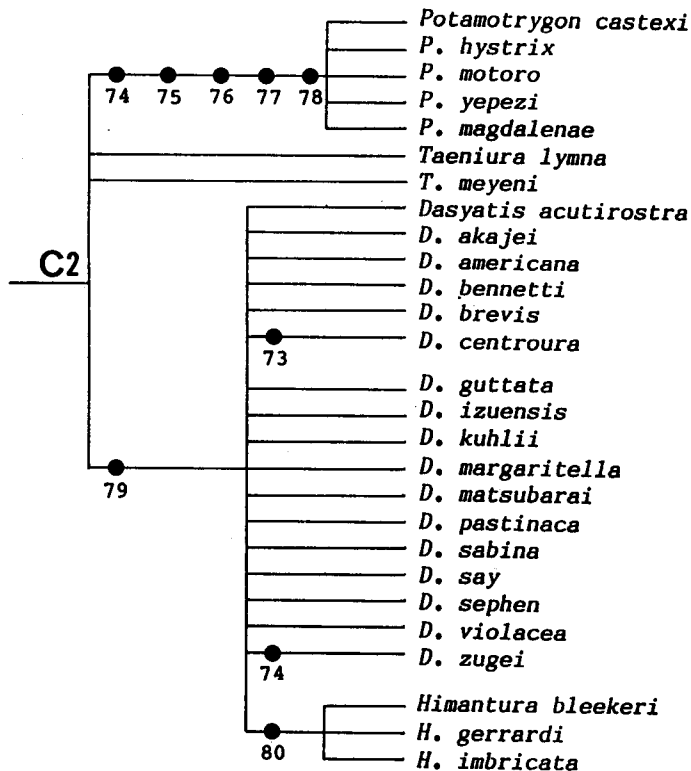 Potamotrygon castexi
P. hystrix
P. motoro
74 75 76 77 78
P. yepezi
P. magdalenae
Taeniura lymna
T. meyeni
Dasyatis acutirostra
D. akajei
C2
D. americana
D. bennetti
D. brevis
D. centroura
73
D. guttata
D. izuensis
D. kuhlii
D. margaritella
79
D. matsubarai
D. pastinaca
D. sabina
D. say
D. sephen
D. violacea
D. zugei
74
Himantura bleekeri
H. gerrardi
80
H. imbricata